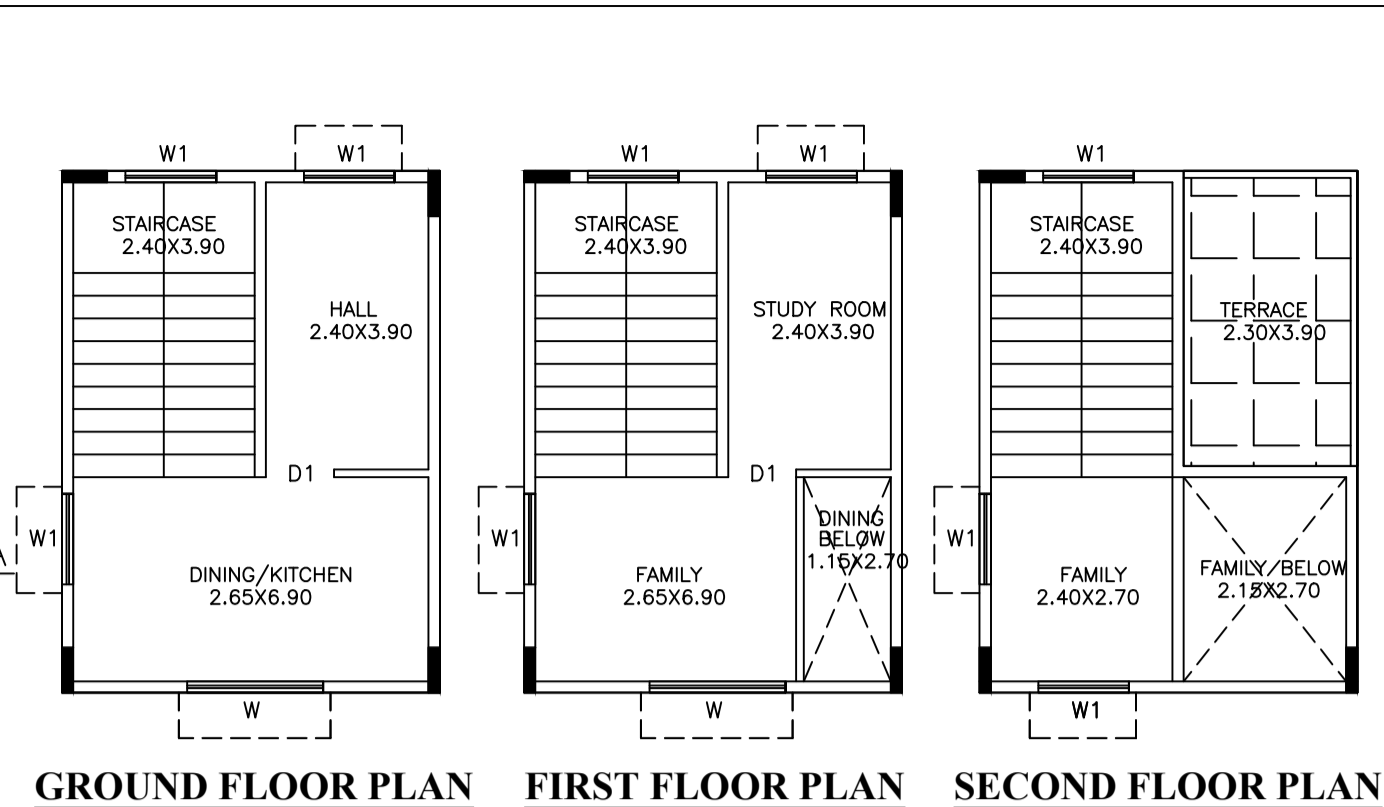 W1
W1
STAIRCASE
2.40X3.90
HALL
2.40X3.90
D1
W1
DINING/KITCHEN
2.65X6.90
W
GROUND FLOOR PLAN
W1
W1
STAIRCASE
2.40X3.90
STUDY ROOM
2.40X3.90
D1
W1
DINING
BELOW
1.15X2.70
FAMILY
2.65X6.90
W
FIRST FLOOR PLAN
W1
STAIRCASE
2.40X3.90
TERRACE
2.30X3.90
W1
FAMILY
2.40X2.70
FAMILY BELOW
2.15X2.70
W1
SECOND FLOOR PLAN